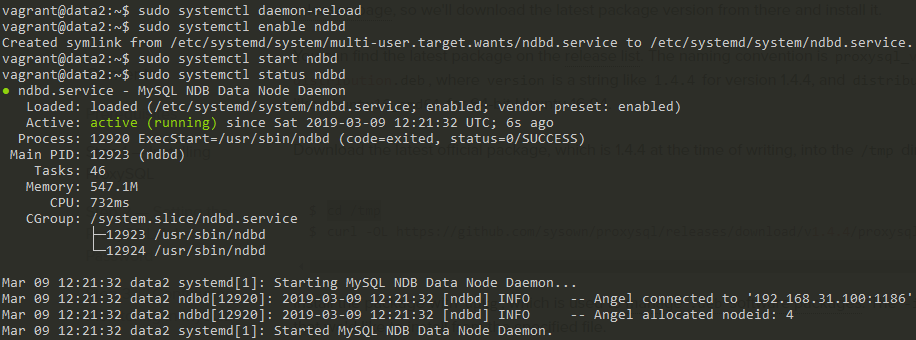 vagrant@data2:~$ sudo systemctl daemon-reload
vagrant@data2:~$ sudo systemctl enable ndbd
Created symlink from /etc/systemd/system/multi-user.target.wants/ndbd.service to /etc/systemd/system/ndbd.service.
vagrant@data2:~$ sudo systemctl start ndbd
vagrant@data2:~$ sudo systemctl status ndbd
● ndbd.service - MySQL NDB Data Node Daemon
Loaded: loaded (/etc/systemd/system/ndbd.service; enabled; vendor preset: enabled)
Active: active (running) since Sat 2019-03-09 12:21:32 UTC; 6s ago
Process: 12920 ExecStart=/usr/sbin/ndbd (code=exited, status=0/SUCCESS)
Main PID: 12923 (ndbd)
Tasks: 46
Memory: 547.1M
CPU: 732ms
CGroup: /system.slice/ndbd.service
├─12923 /usr/sbin/ndbd
└─12924 /usr/sbin/ndbd
Mar 09 12:21:32 data2 systemd[1]: Starting MySQL NDB Data Node Daemon...
Mar 09 12:21:32 data2 ndbd[12920]: 2019-03-09 12:21:32 [ndbd] INFO -- Angel connected to '192.168.31.100:1186'
Mar 09 12:21:32 data2 ndbd[12920]: 2019-03-09 12:21:32 [ndbd] INFO -- Angel allocated nodeid: 4
Mar 09 12:21:32 data2 systemd[1]: Started MySQL NDB Data Node Daemon.